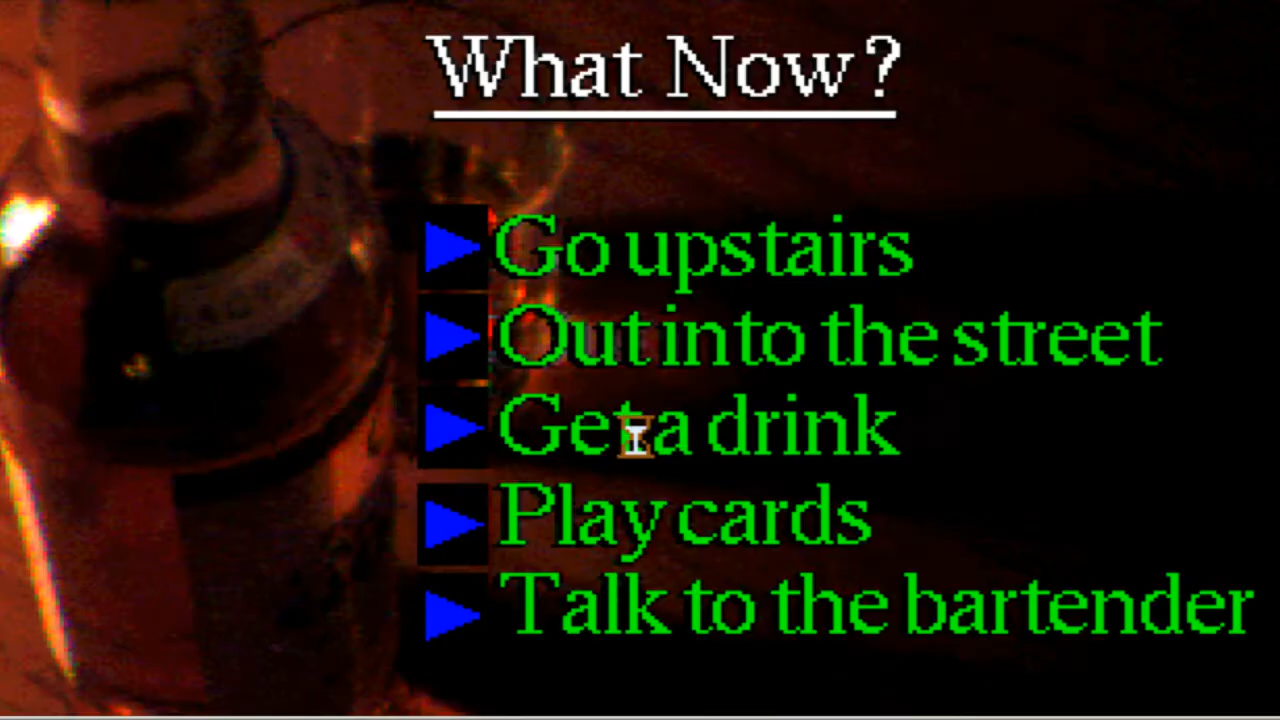 What Now?
Go upstairs
Out into the street
Get a drink
Play cards
Talk to the bartender